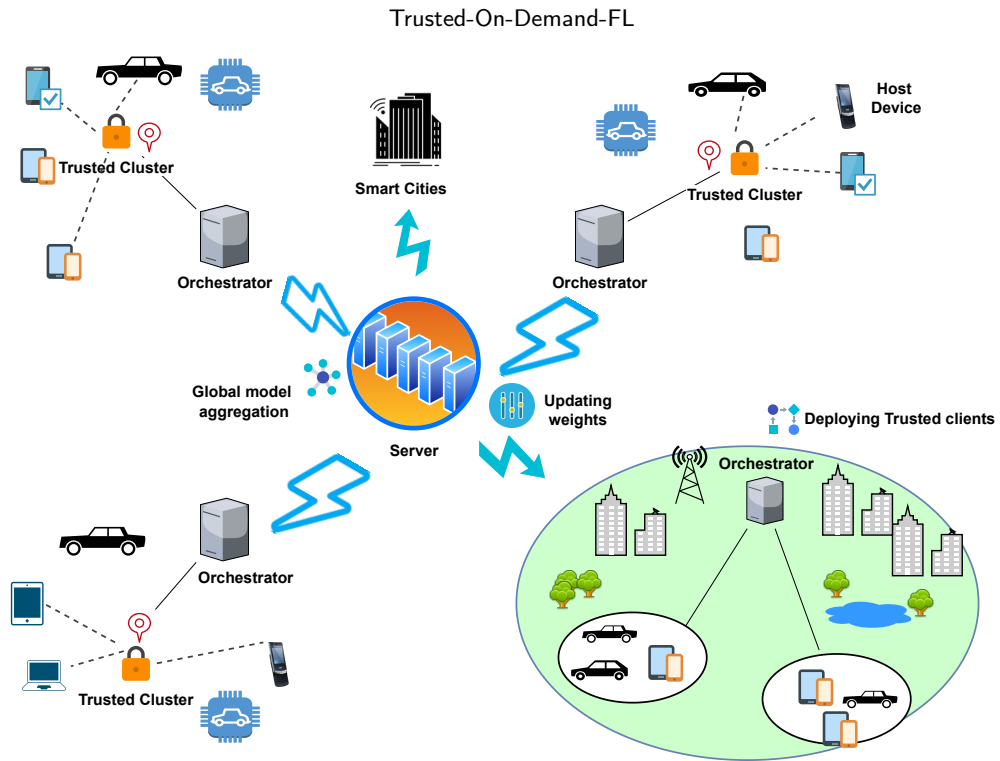 Trusted-On-Demand-FL
Host
Device
Trusted Cluster
Smart Cities
Trusted Cluster
Orchestrator
Orchestrator
Global model
aggregation
Updating
weights
Server
Deploying Trusted clients
Orchestrator
Orchestrator
Trusted Cluster